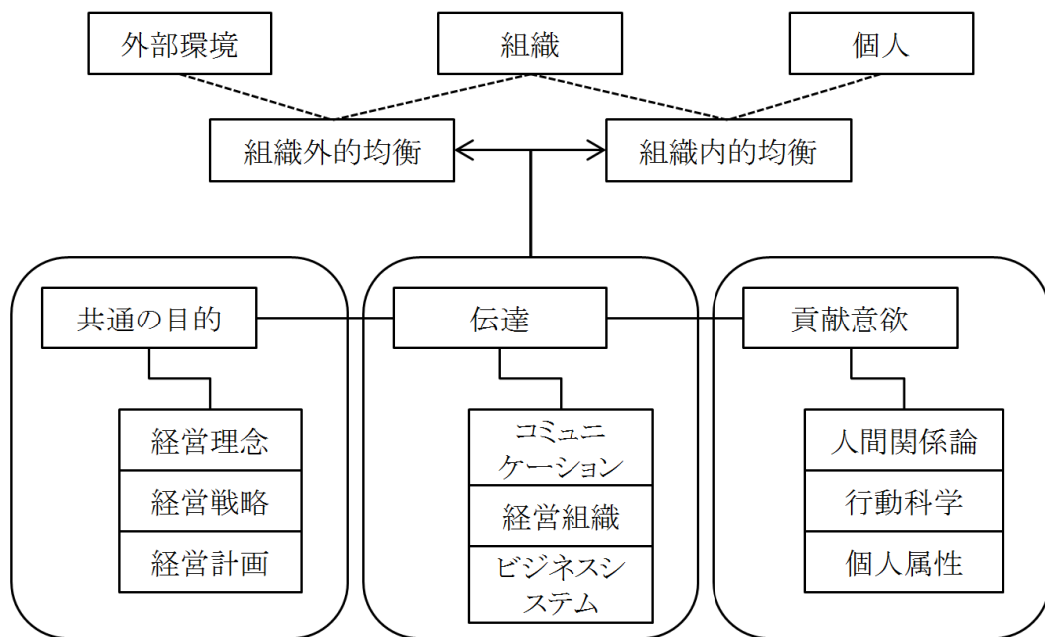 外部環境
組織
個人
組織外的均衡
組織内的均衡
共通の目的
伝達
貢献意欲
経営理念
経営戦略
経営計画
コミュニ
ケーション
経営組織
ビジネスシ
ステム
人間関係論
行動科学
個人属性